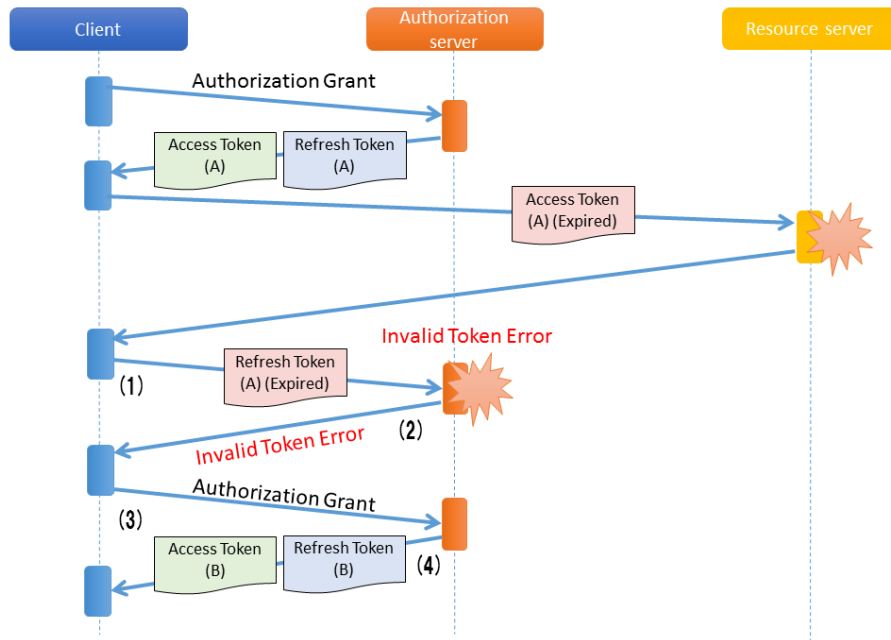 Client
Authorization
server
Resource server
Authorization Grant
Access Token
(A)
Refresh Token
(A)
Access Token
(A) (Expired)
Invalid Token Error
Refresh Token
(A) (Expired)
(1)
(2)
Invalid Token Error
Authorization Grant
(3)
Access Token
(B)
Refresh Token
(B)
(4)